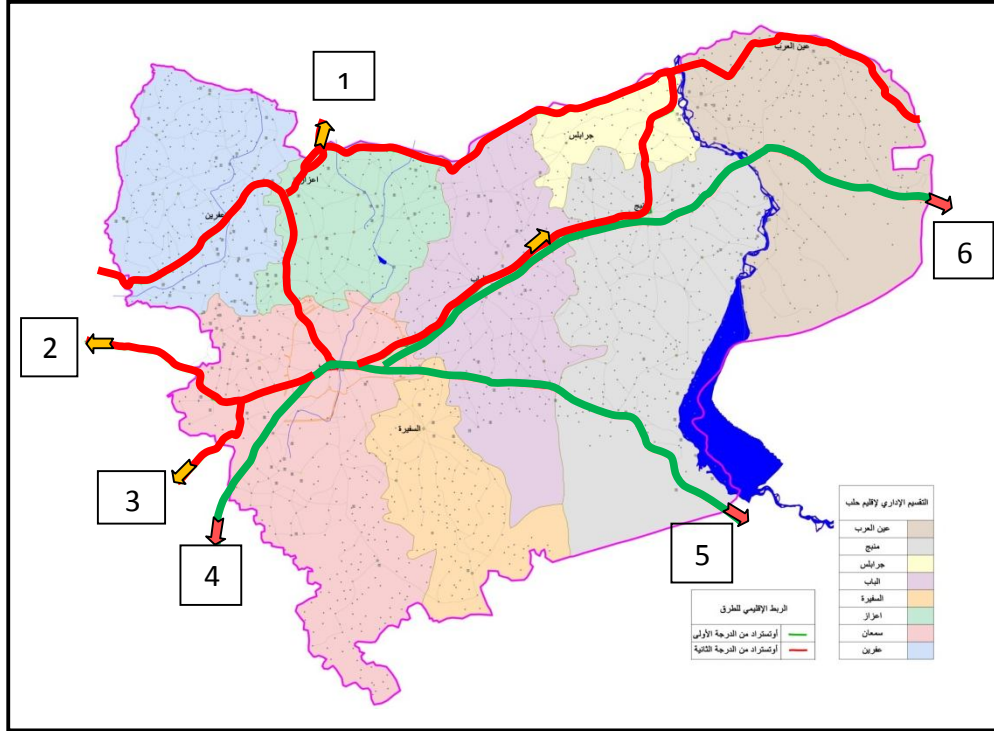 عين العرب
1
جرابلس
اعزاز
عفرين
6
2
السفيرة
3
4
5
التقسيم الإداري لإقليم حلب
عين العرب
منبج
جرابلس
الباب
السفيرة
اعزاز
سمعان
عفرين
الربط الإقليمي للطرق
أوتستراد من الدرجة الأولى
أوتستراد من الدرجة الثانية